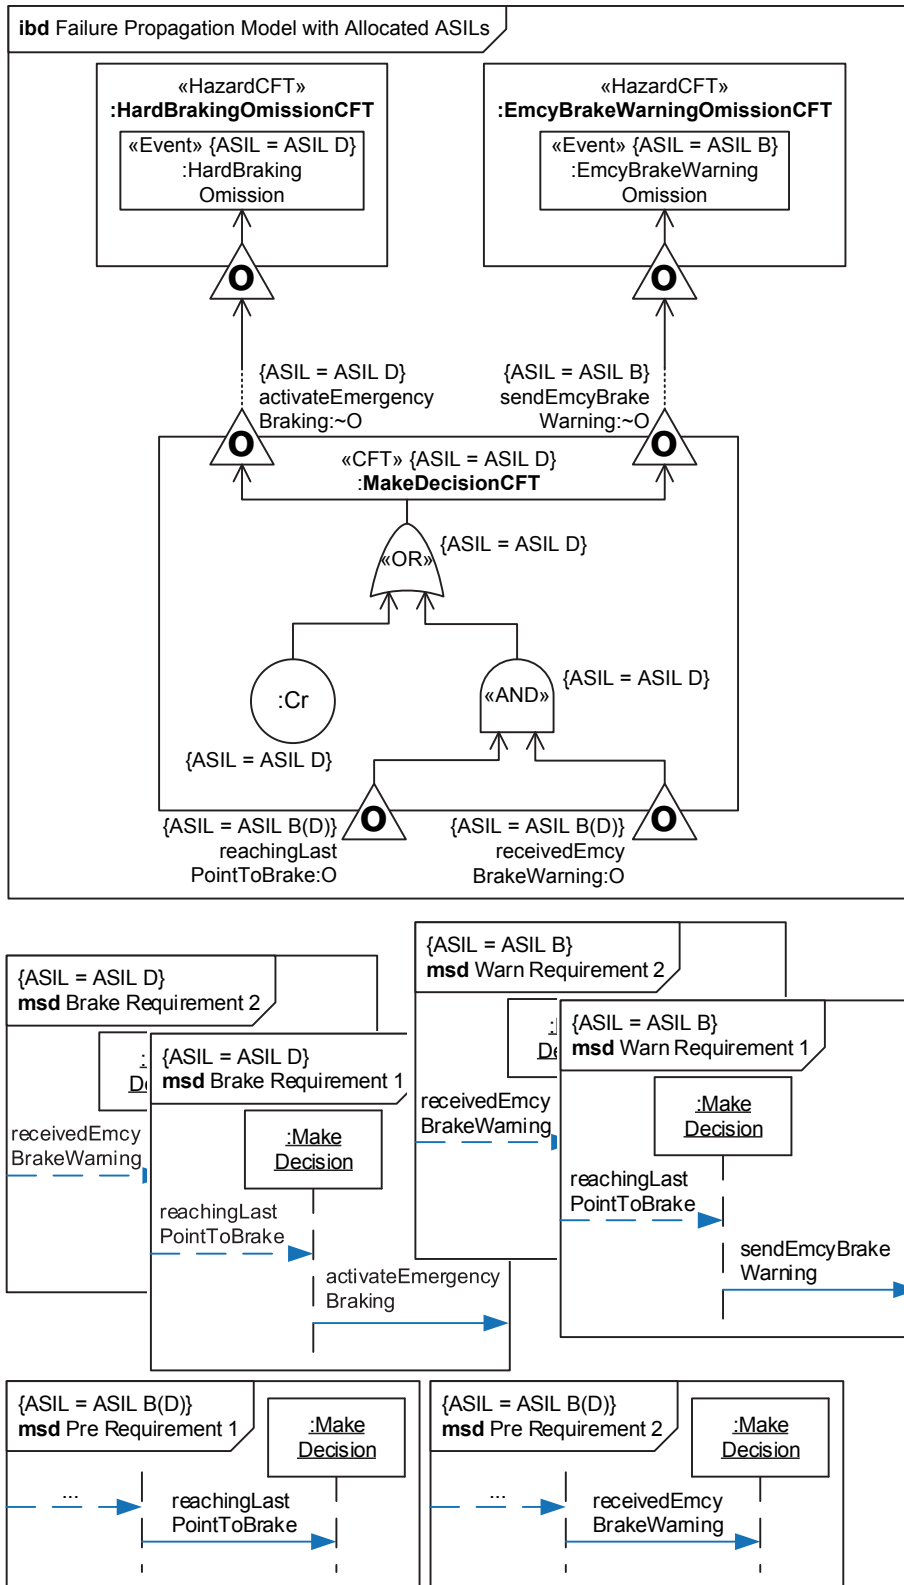 ibd Failure Propagation Model with Allocated ASILs
«HazardCFT»
:HardBrakingOmissionCFT
«Event» {ASIL = ASIL D}
:HardBraking
Omission
«HazardCFT»
:EmcyBrakeWarningOmissionCFT
«Event» {ASIL = ASIL B}
:EmcyBrakeWarning
Omission
O
O
{ASIL = ASIL D}
activateEmergency
Braking:~O
{ASIL = ASIL B}
sendEmcyBrake
Warning:~O
O
O
«CFT» {ASIL = ASIL D}
:MakeDecisionCFT
«OR»
{ASIL = ASIL D}
:Cr
{ASIL = ASIL D}
«AND»
{ASIL = ASIL D}
O
O
{ASIL = ASIL B(D)}
reachingLast
PointToBrake:O
{ASIL = ASIL B(D)}
receivedEmcy
BrakeWarning:O
{ASIL = ASIL D}
msd Brake Requirement 2
receivedEmcy
BrakeWarning
{ASIL = ASIL D}
msd Brake Requirement 1
:Make
Decision
reachingLast
PointToBrake
activateEmergency
Braking
{ASIL = ASIL B}
msd Warn Requirement 2
receivedEmcy
BrakeWarning
{ASIL = ASIL B}
msd Warn Requirement 1
:Make
Decision
reachingLast
PointToBrake
sendEmcyBrake
Warning
{ASIL = ASIL B(D)}
msd Pre Requirement 1
:Make
Decision
...
reachingLast
PointToBrake
{ASIL = ASIL B(D)}
msd Pre Requirement 2
:Make
Decision
...
receivedEmcy
BrakeWarning